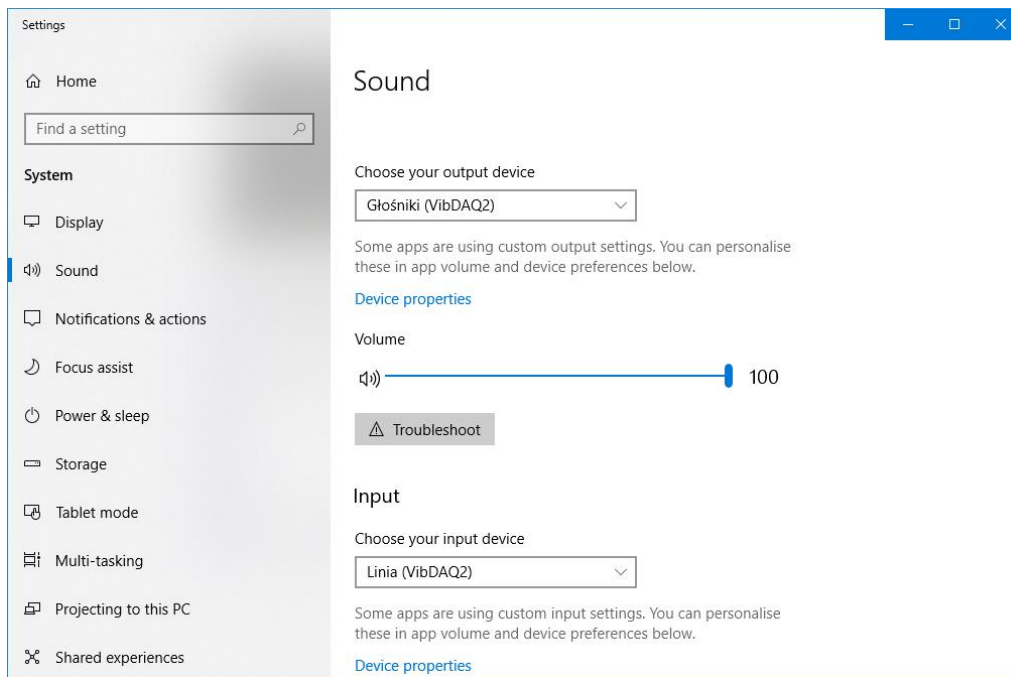 Settings
Home
Find a setting
System
Display
Sound
Notifications & actions
Focus assist
Power & sleep
Storage
Tablet mode
Multi-tasking
Projecting to this PC
Shared experiences
Sound
Choose your output device
Głośniki (VibDAQ2)
Some apps are using custom output settings. You can personalise
these in app volume and device preferences below.
Device properties
Volume
100
Troubleshoot
Input
Choose your input device
Linia (VibDAQ2)
Some apps are using custom input settings. You can personalise
these in app volume and device preferences below.
Device properties